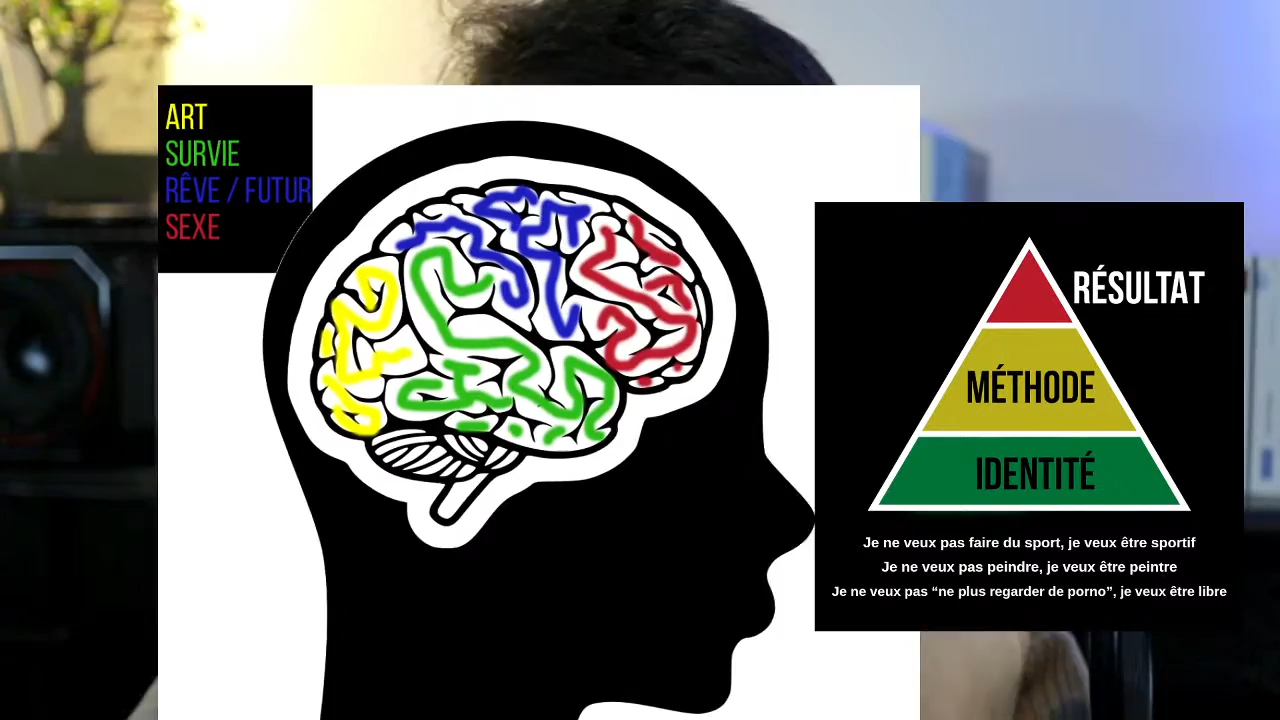 ART
SURVIE
RÊVE / FUTUR
SEXE
RÉSULTAT
MÉTHODE
IDENTITÉ
Je ne veux pas faire du sport, je veux être sportif
Je ne veux pas peindre, je veux être peintre
Je ne veux pas “ne plus regarder de porno”, je veux être libre